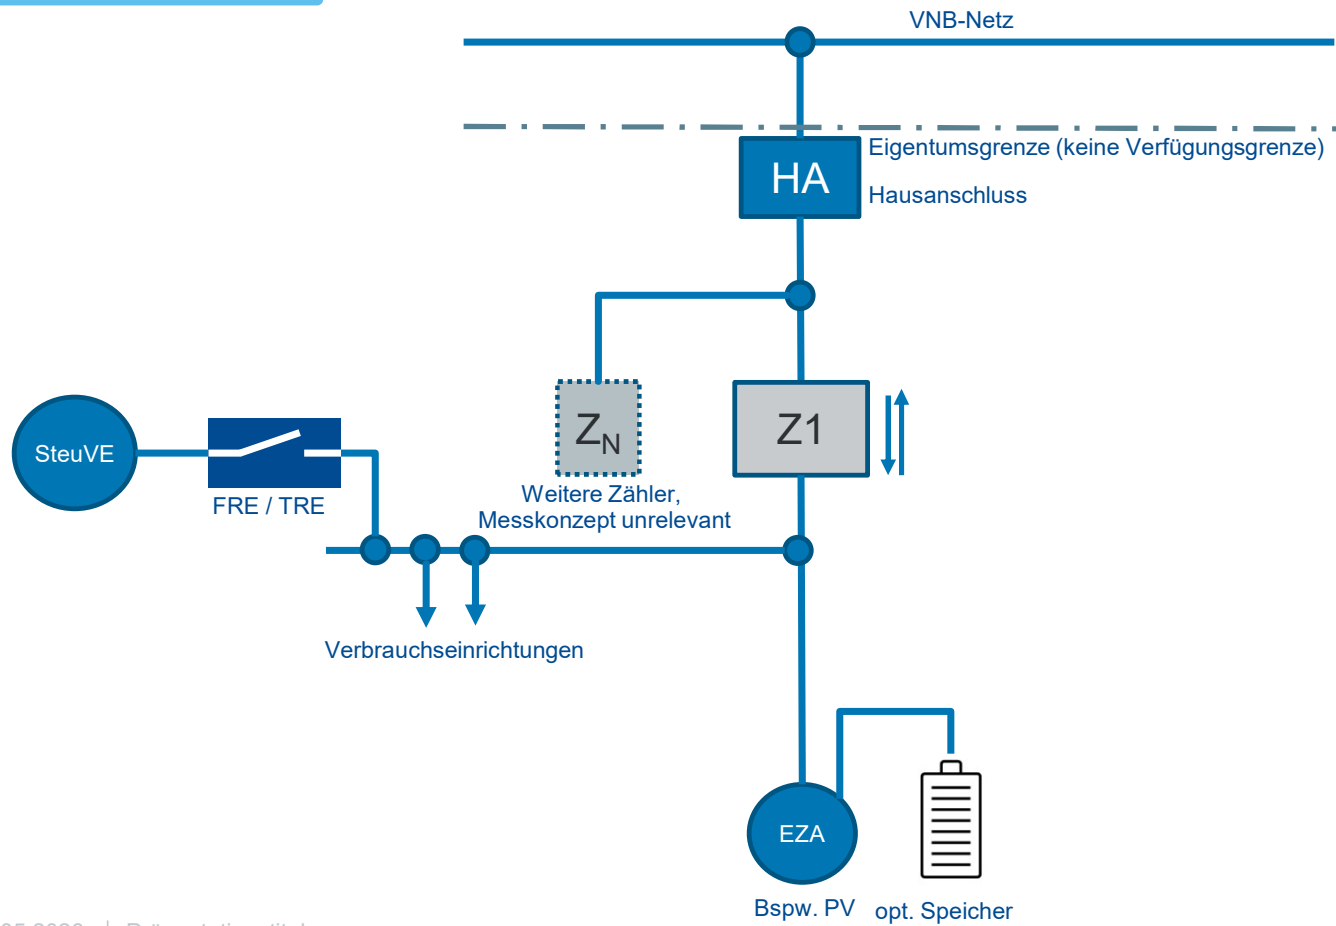 VNB-Netz
Eigentumsgrenze (keine Verfügungsgrenze)
HA
Hausanschluss
SteuVE
FRE / TRE
ZN
Z1
Weitere Zähler,
Messkonzept unrelevant
Verbrauchseinrichtungen
EZA
Bspw. PV
opt. Speicher